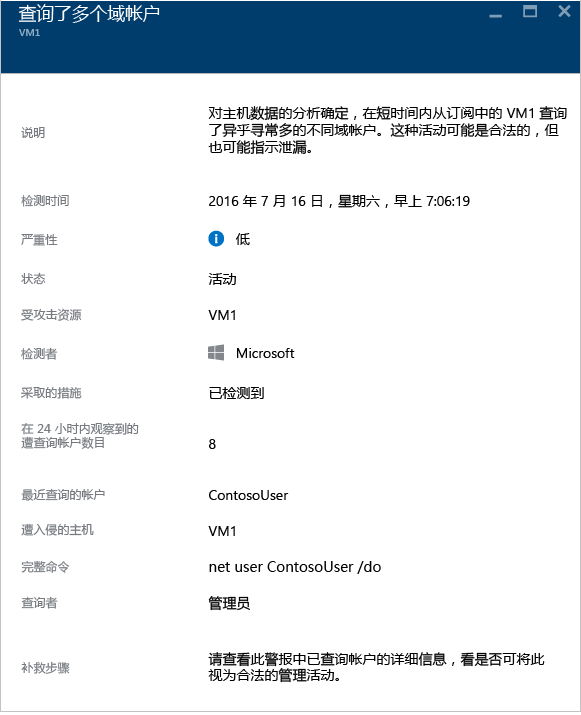 查询了多个域帐户
VM1
说明
对主机数据的分析确定，在短时间内从订阅中的 VM1 查询
了异乎寻常多的不同域帐户。这种活动可能是合法的，但
也可能指示泄漏。
检测时间
2016 年 7 月 16 日，星期六，早上 7:06:19
严重性
低
状态
活动
受攻击资源
VM1
检测者
Microsoft
采取的措施
已检测到
在 24 小时内观察到的
遭查询帐户数目
8
最近查询的帐户
ContosoUser
遭入侵的主机
VM1
完整命令
net user ContosoUser /do
查询者
管理员
补救步骤
请查看此警报中已查询帐户的详细信息，看是否可将此
视为合法的管理活动。